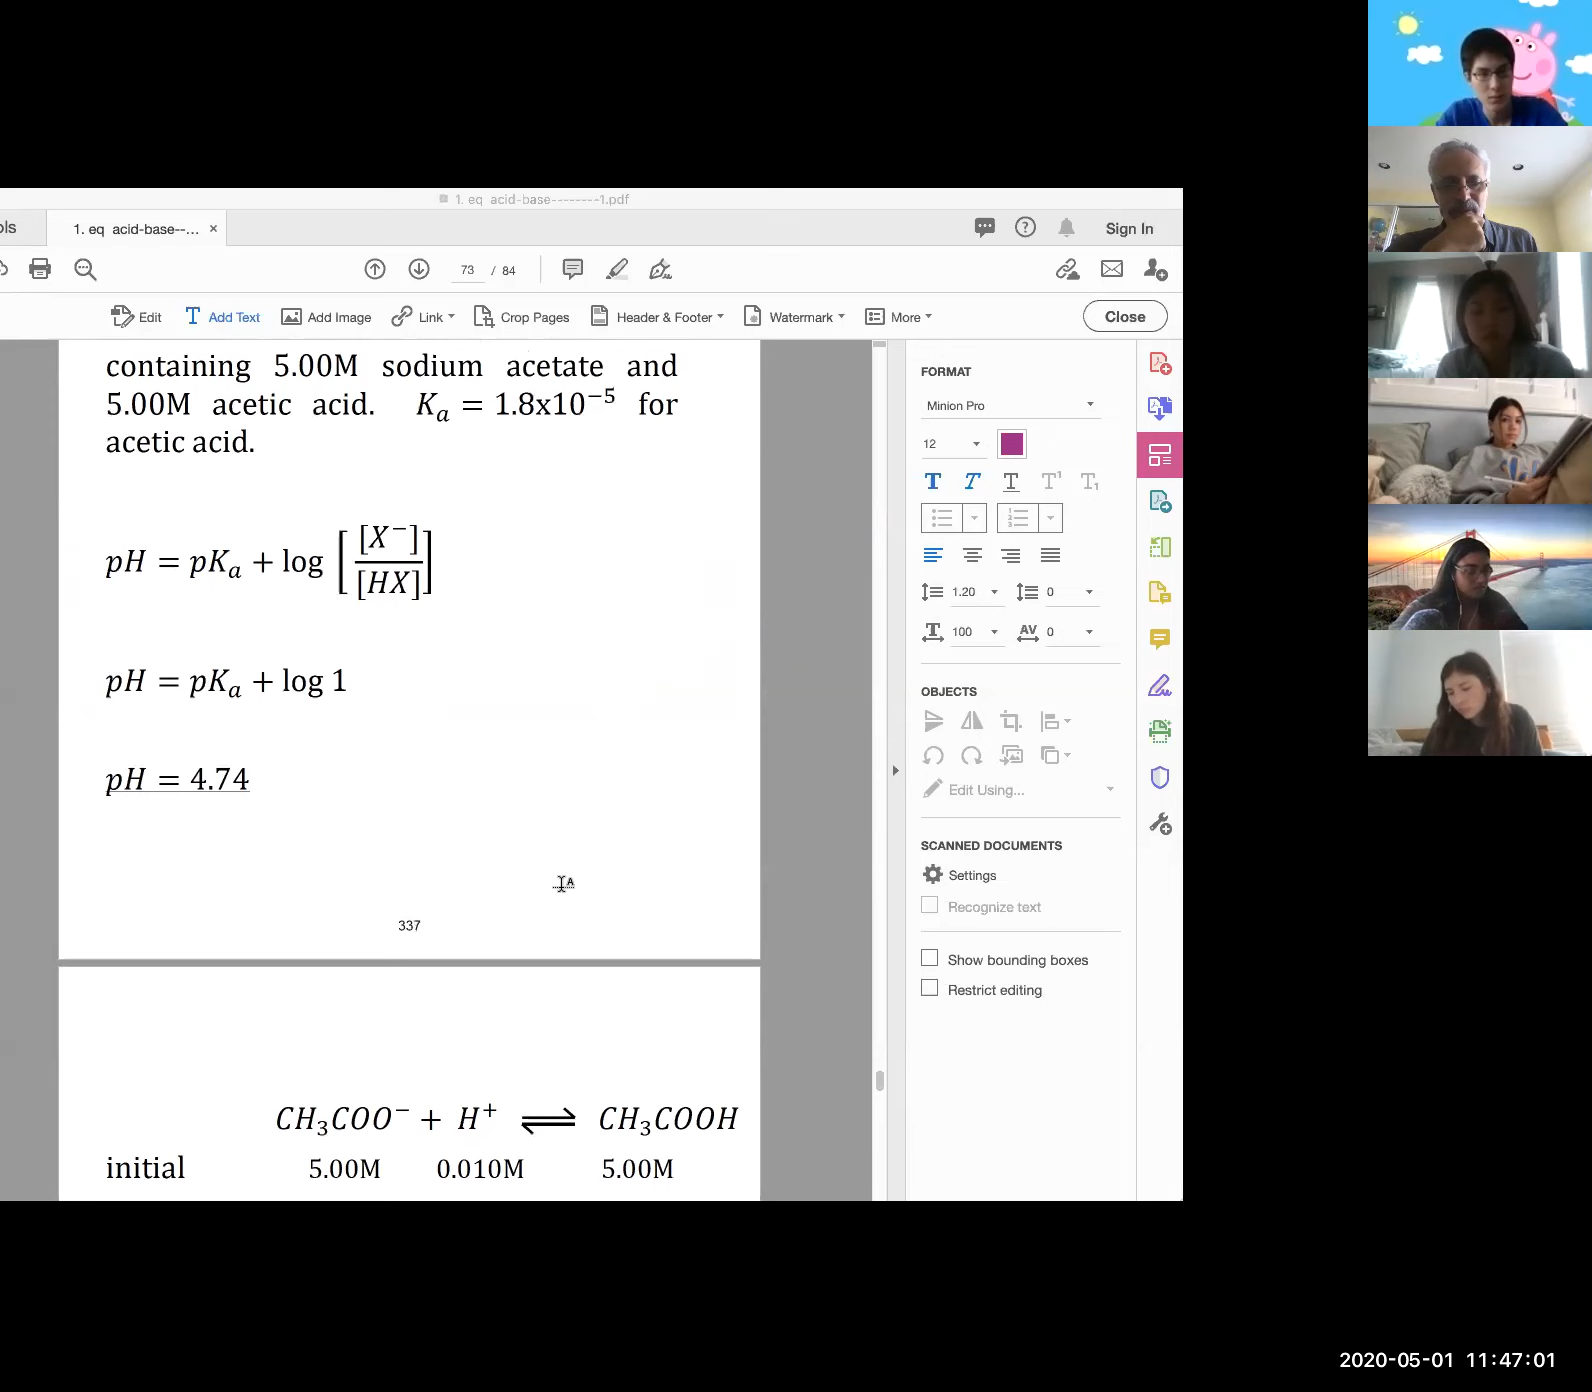 1. eq acid-base--------1.pdf
ols
1. eq acid-base--... ×
Sign In
73 / 84
Edit Add Text Add Image Link Crop Pages Header & Footer Watermark More Close
containing 5.00M sodium acetate and
5.00M acetic acid. Kₐ = 1.8x10⁻⁵ for
acetic acid.
pH = pKₐ + log [[X⁻]/[HX]]
pH = pKₐ + log 1
pH = 4.74
337
CH₃COO⁻ + H⁺ ⇌ CH₃COOH
initial 5.00M 0.010M 5.00M
FORMAT
Minion Pro
12
T T T T¹ T₁
1.20 0
100 AV 0
OBJECTS
Edit Using...
SCANNED DOCUMENTS
Settings
Recognize text
Show bounding boxes
Restrict editing
2020-05-01 11:47:01